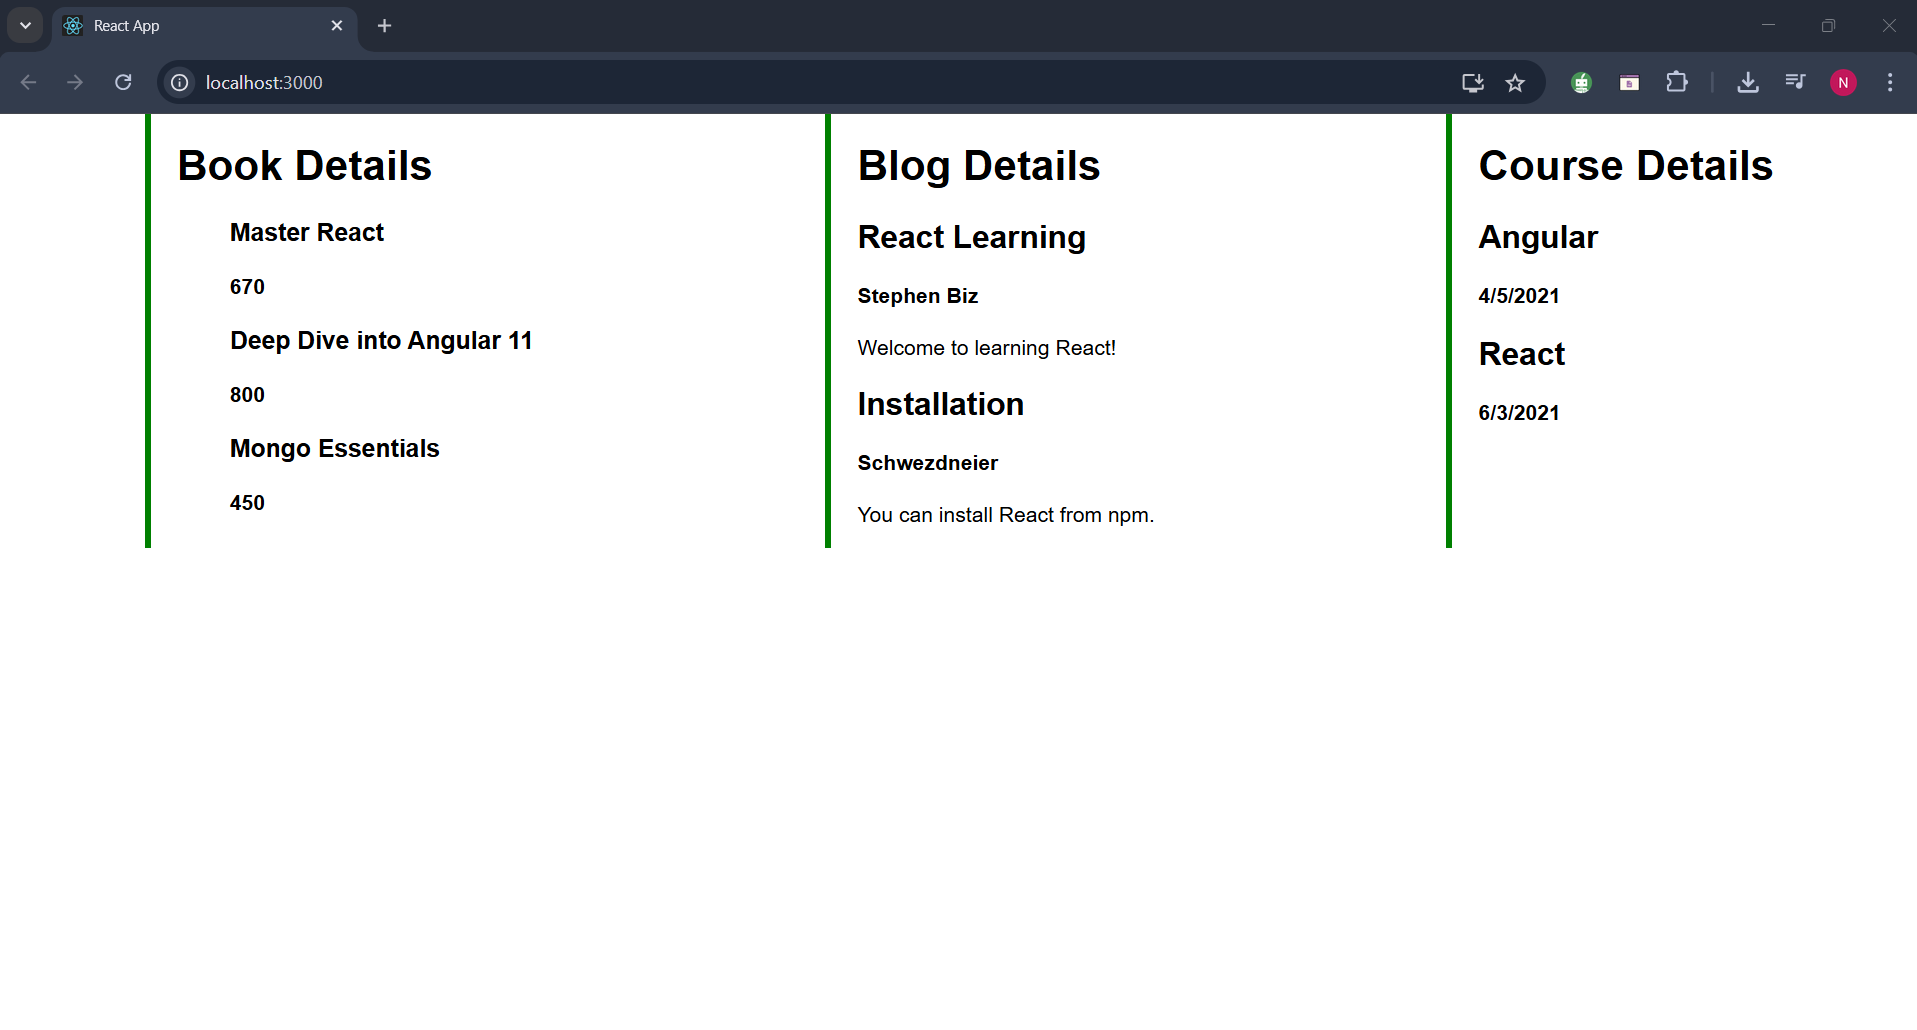 React App
localhost:3000
N
Book Details
Master React
670
Deep Dive into Angular 11
800
Mongo Essentials
450
Blog Details
React Learning
Stephen Biz
Welcome to learning React!
Installation
Schwezdneier
You can install React from npm.
Course Details
Angular
4/5/2021
React
6/3/2021